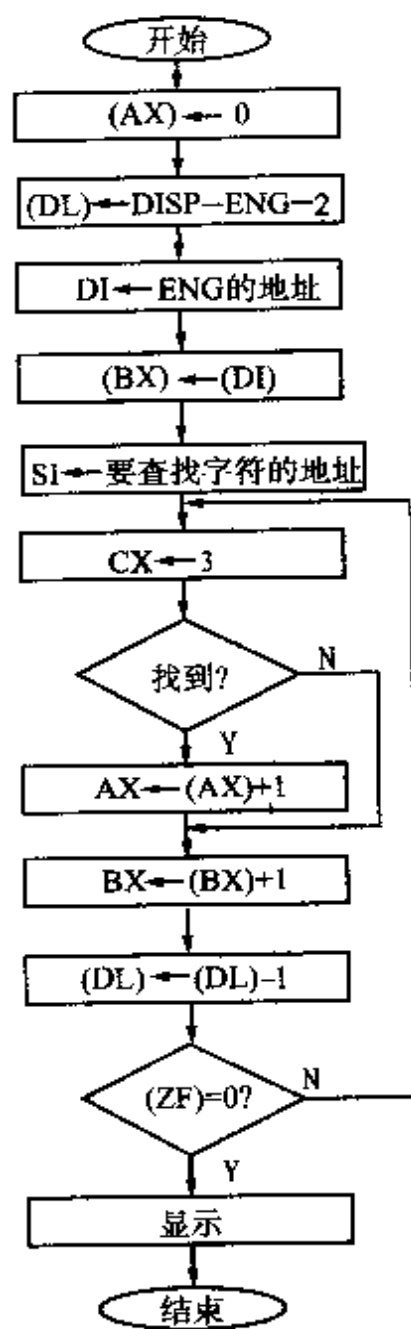 开始
(AX)← 0
(DL)←DISP-ENG-2
DI←ENG的地址
(BX) ←(DI)
SI←要查找字符的地址
CX←3
找到?
N
Y
AX←(AX)+1
BX←(BX)+1
(DL)←(DL)-1
(ZF)=0?
N
Y
显示
结束